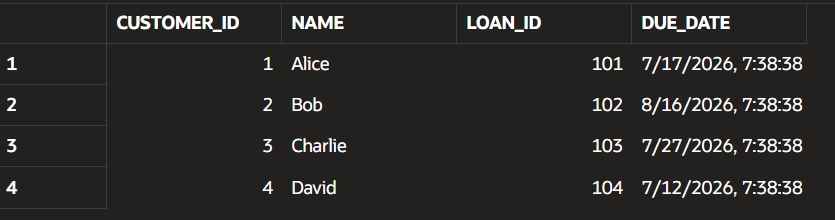 CUSTOMER_ID NAME LOAN_ID DUE_DATE
1 1 Alice 101 7/17/2026, 7:38:38
2 2 Bob 102 8/16/2026, 7:38:38
3 3 Charlie 103 7/27/2026, 7:38:38
4 4 David 104 7/12/2026, 7:38:38